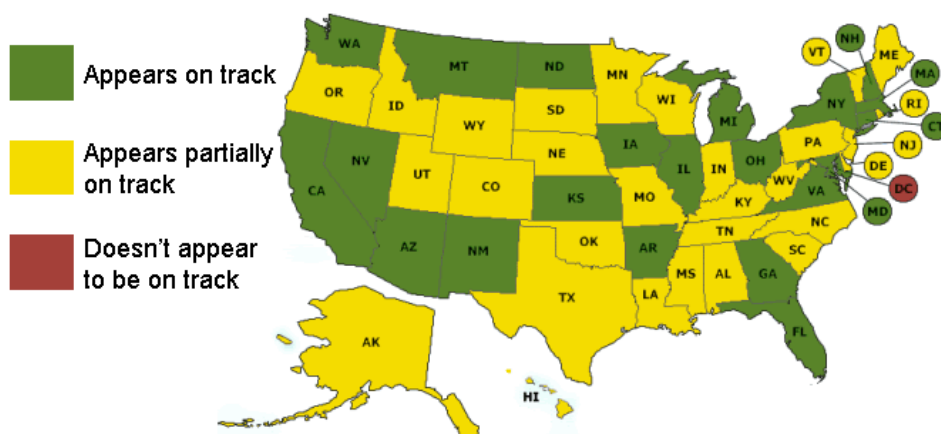 Appears on track
Appears partially
on track
Doesn't appear
to be on track
WA
MT
ND
MN
VT
NH
ME
MA
OR
ID
SD
WI
NY
RI
WY
MI
CT
IA
PA
NJ
NV
NE
IL
IN
OH
DE
UT
CO
WV
VA
DC
CA
KS
MO
KY
MD
AZ
NM
OK
AR
TN
NC
SC
TX
LA
MS
AL
GA
FL
AK
HI